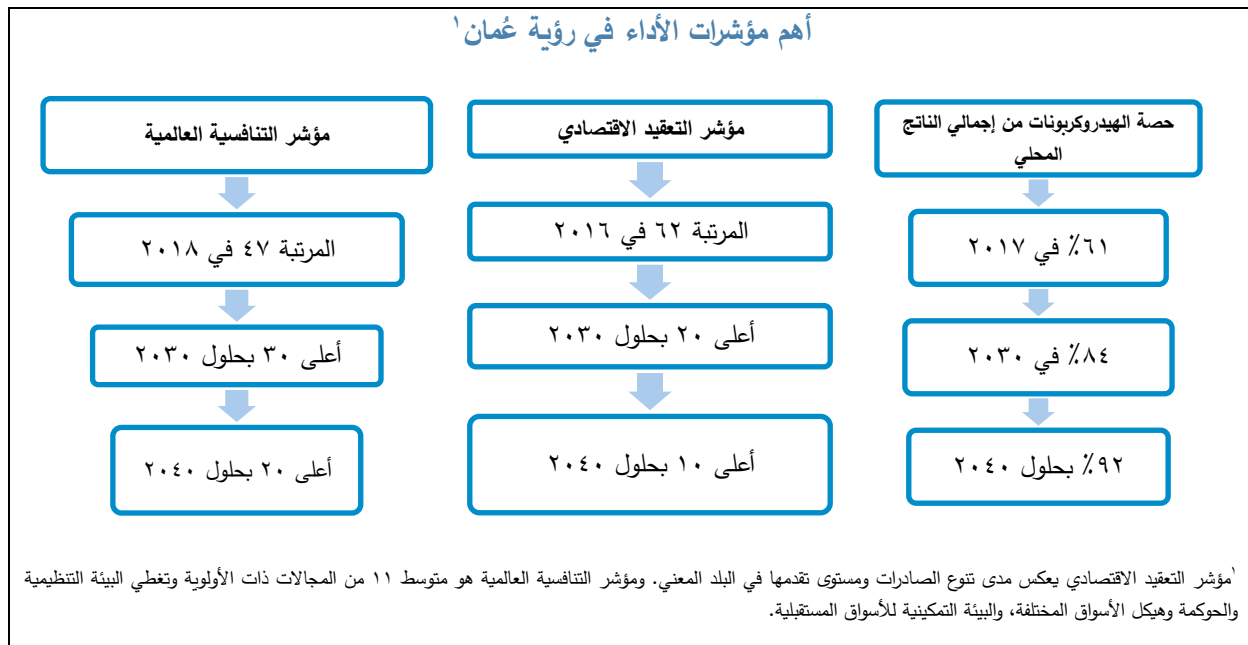 أهم مؤشرات الأداء في رؤية عُمان١
حصة الهيدروكربونات من إجمالي الناتج
المحلي
٦١٪ في ٢٠١٧
٨٤٪ في ٢٠٣٠
٩٢٪ بحلول ٢٠٤٠
مؤشر التعقيد الاقتصادي
المرتبة ٦٢ في ٢٠١٦
أعلى ٢٠ بحلول ٢٠٣٠
أعلى ١٠ بحلول ٢٠٤٠
مؤشر التنافسية العالمية
المرتبة ٤٧ في ٢٠١٨
أعلى ٣٠ بحلول ٢٠٣٠
أعلى ٢٠ بحلول ٢٠٤٠
١مؤشر التعقيد الاقتصادي يعكس مدى تنوع الصادرات ومستوى تقدمها في البلد المعني. ومؤشر التنافسية العالمية هو متوسط ١١ من المجالات ذات الأولوية وتغطي البيئة التنظيمية
والحوكمة وهيكل الأسواق المختلفة، والبيئة التمكينية للأسواق المستقبلية.